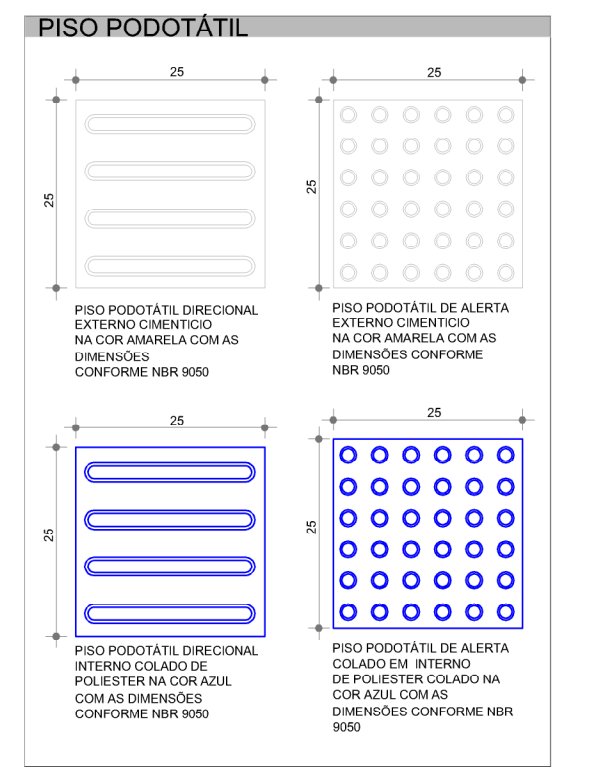 PISO PODOTÁTIL
25
25
25
25
PISO PODOTÁTIL DIRECIONAL
EXTERNO CIMENTICIO
NA COR AMARELA COM AS
DIMENSÕES
CONFORME NBR 9050
PISO PODOTÁTIL DE ALERTA
EXTERNO CIMENTICIO
NA COR AMARELA COM AS
DIMENSÕES CONFORME
NBR 9050
25
25
25
25
PISO PODOTÁTIL DIRECIONAL
INTERNO COLADO DE
POLIESTER NA COR AZUL
COM AS DIMENSÕES
CONFORME NBR 9050
PISO PODOTÁTIL DE ALERTA
COLADO EM INTERNO
DE POLIESTER COLADO NA
COR AZUL COM AS
DIMENSÕES CONFORME NBR
9050